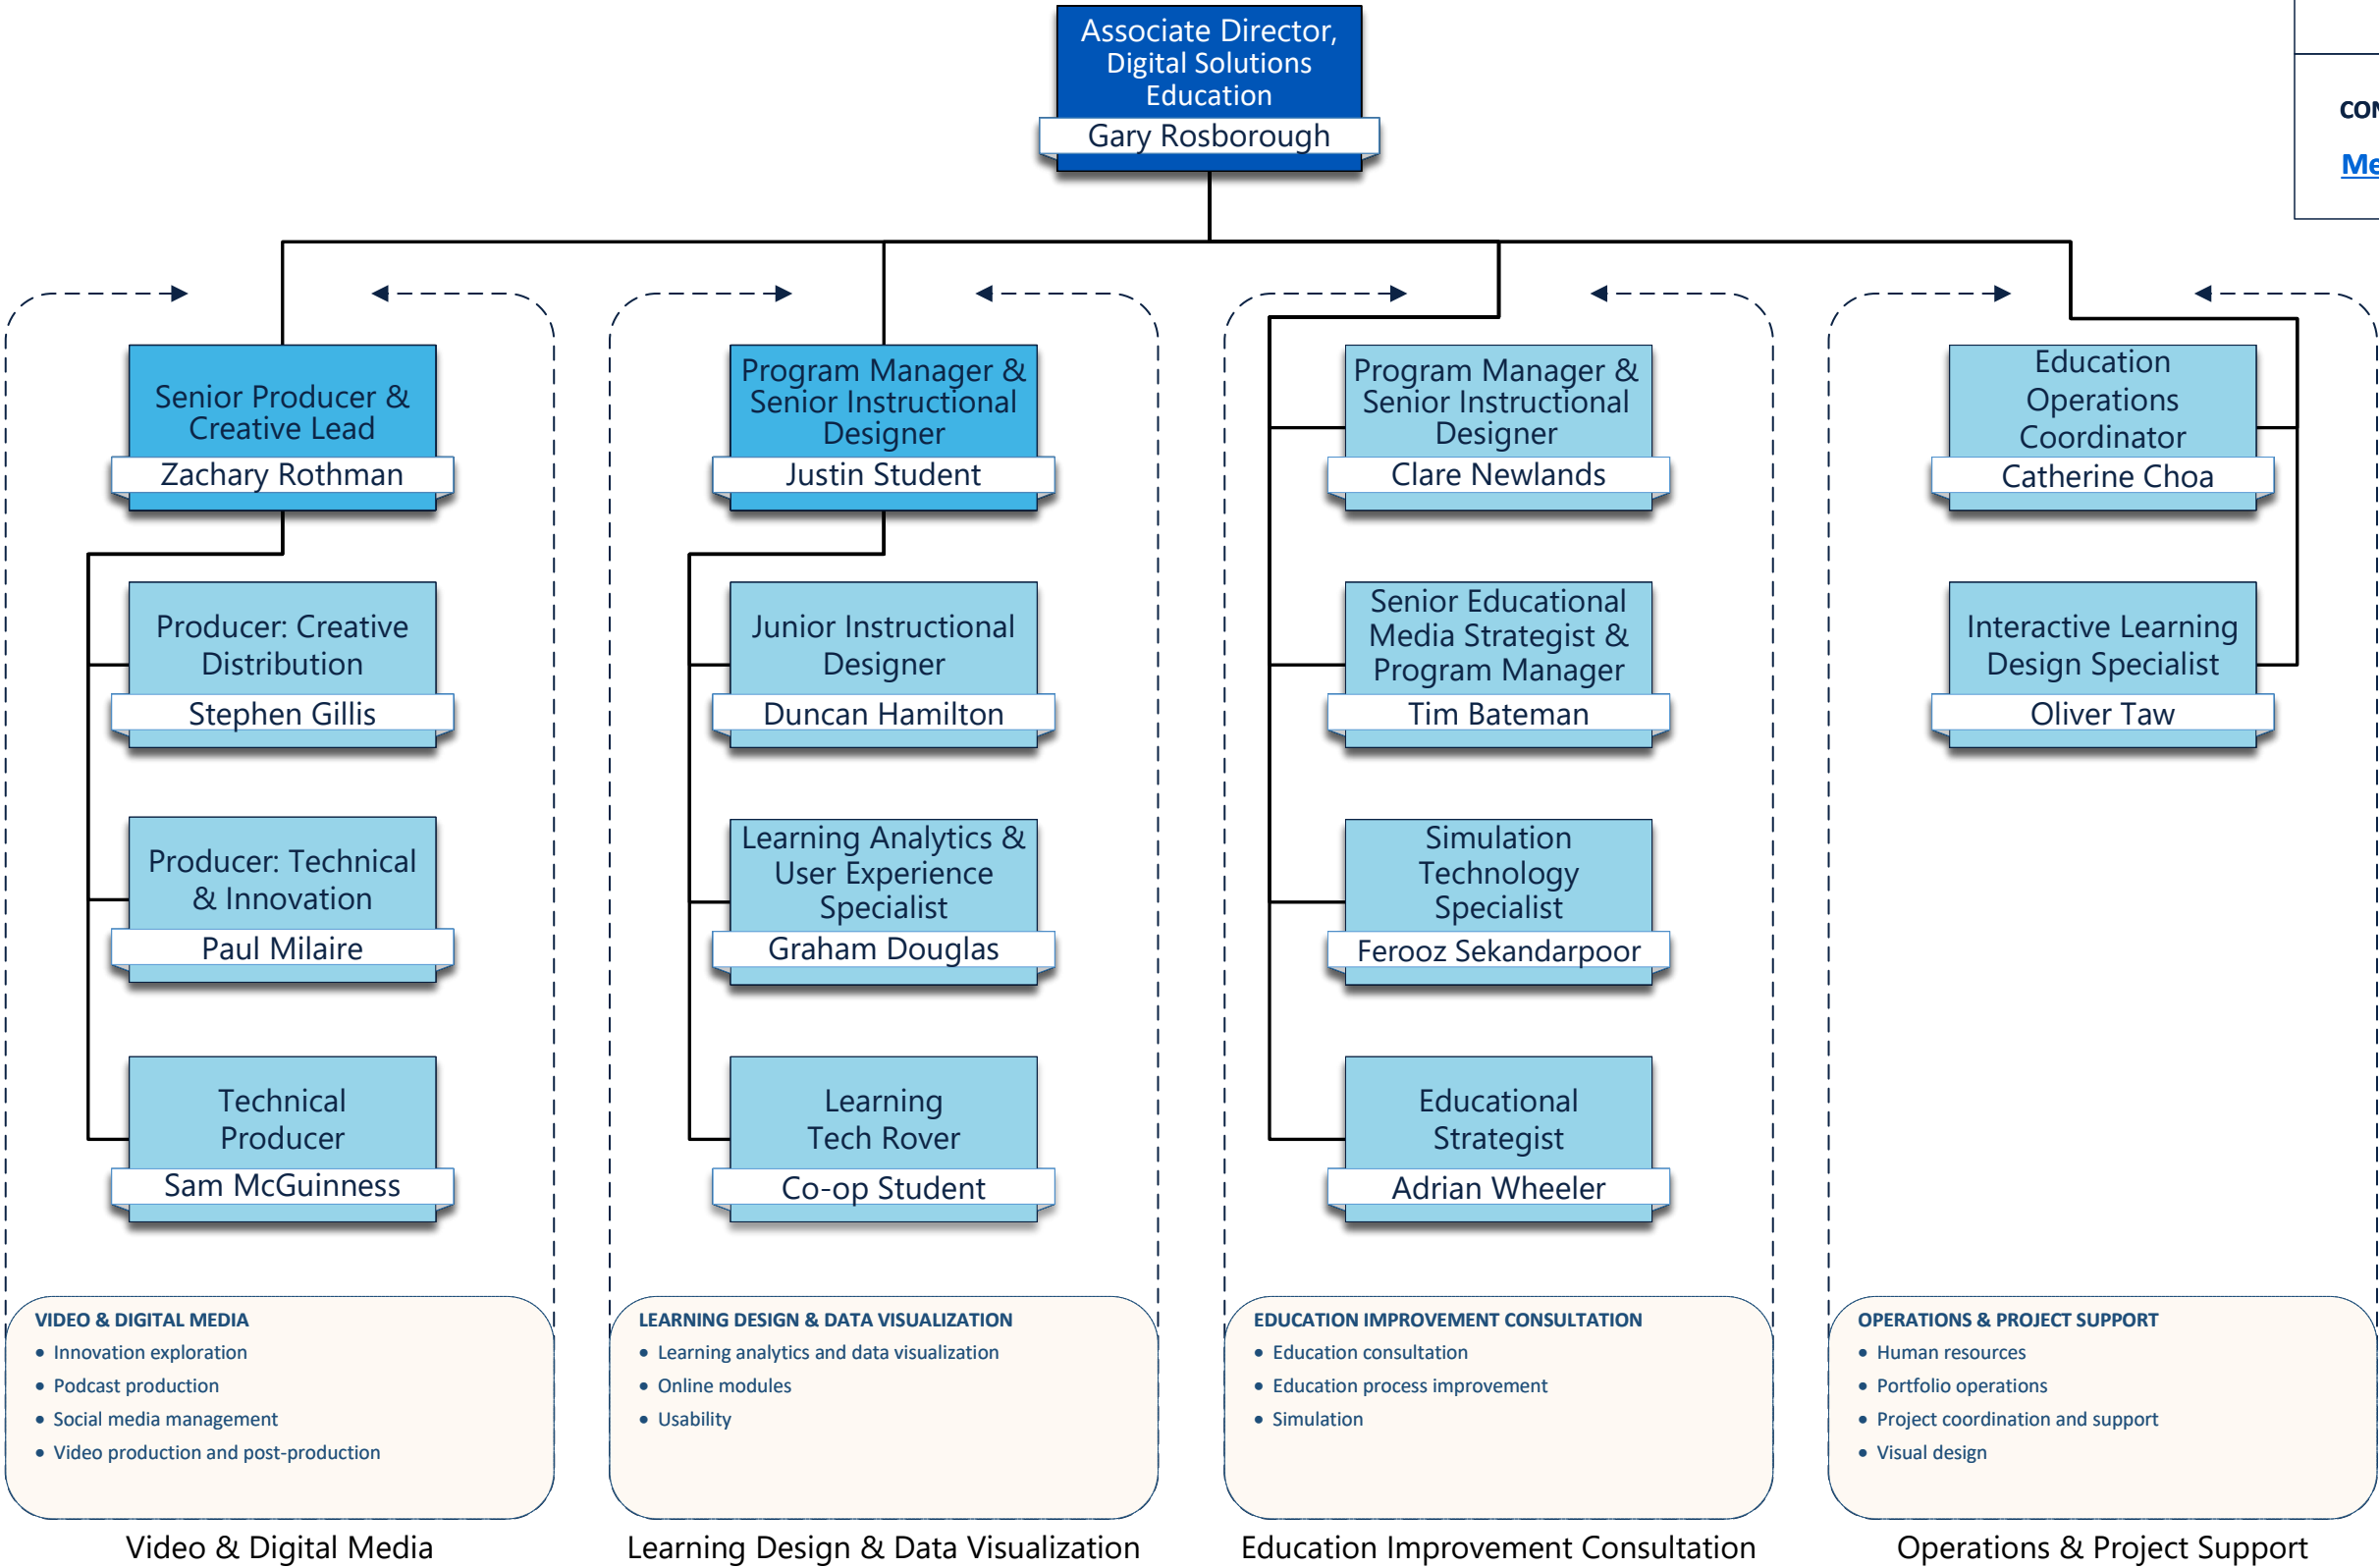 Associate Director,
Digital Solutions
Education
Gary Rosborough
Senior Producer &
Creative Lead
Zachary Rothman
Program Manager &
Senior Instructional
Designer
Justin Student
Program Manager &
Senior Instructional
Designer
Clare Newlands
Education
Operations
Coordinator
Catherine Choa
Producer: Creative
Distribution
Stephen Gillis
Junior Instructional
Designer
Duncan Hamilton
Senior Educational
Media Strategist &
Program Manager
Tim Bateman
Interactive Learning
Design Specialist
Oliver Taw
Producer: Technical
& Innovation
Paul Milaire
Learning Analytics &
User Experience
Specialist
Graham Douglas
Simulation
Technology
Specialist
Ferooz Sekandarpoor
Technical
Producer
Sam McGuinness
Learning
Tech Rover
Co-op Student
Educational
Strategist
Adrian Wheeler
VIDEO & DIGITAL MEDIA
• Innovation exploration
• Podcast production
• Social media management
• Video production and post-production
LEARNING DESIGN & DATA VISUALIZATION
• Learning analytics and data visualization
• Online modules
• Usability
EDUCATION IMPROVEMENT CONSULTATION
• Education consultation
• Education process improvement
• Simulation
OPERATIONS & PROJECT SUPPORT
• Human resources
• Portfolio operations
• Project coordination and support
• Visual design
Video & Digital Media
Learning Design & Data Visualization
Education Improvement Consultation
Operations & Project Support